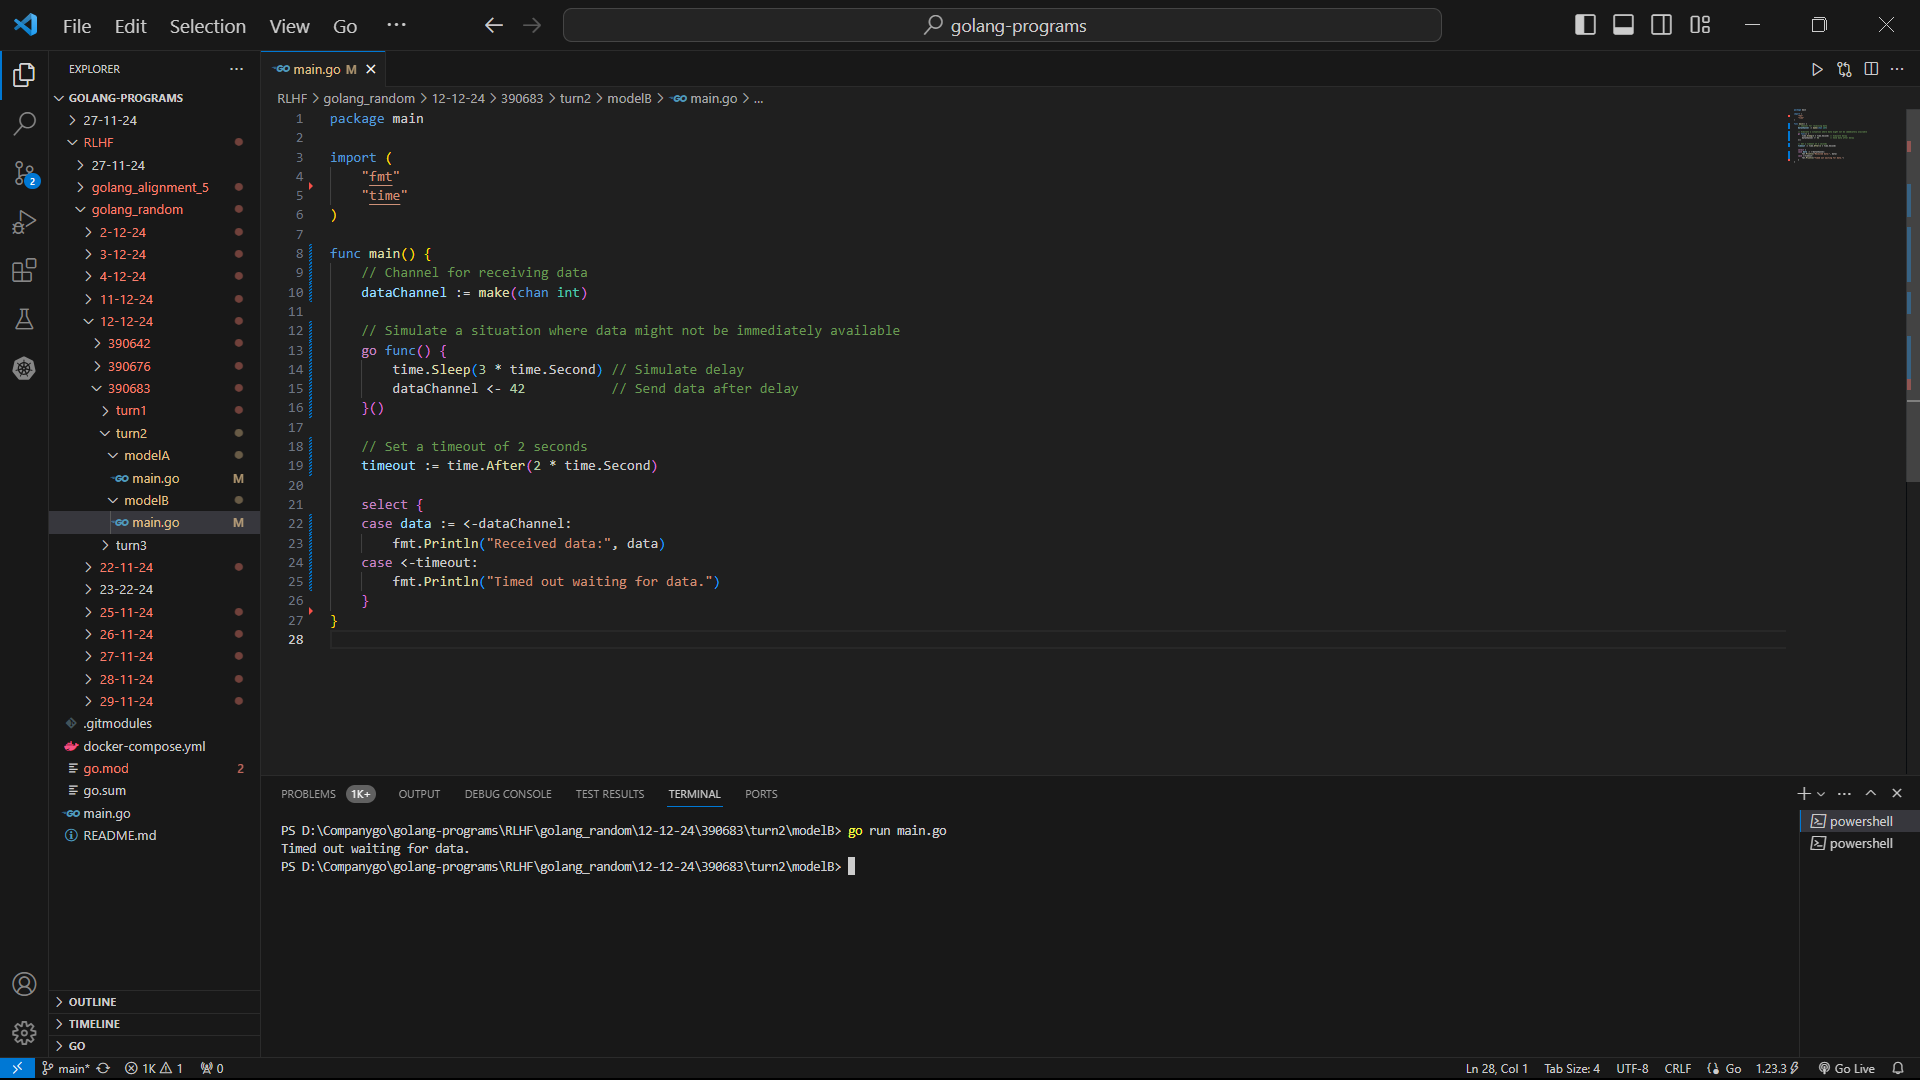 File Edit Selection View Go ···
golang-programs
EXPLORER ···
GOLANG-PROGRAMS
27-11-24
RLHF
27-11-24
golang_alignment_5
golang_random
2-12-24
3-12-24
4-12-24
11-12-24
12-12-24
390642
390676
390683
turn1
turn2
modelA
GO main.go M
modelB
GO main.go M
turn3
22-11-24
23-22-24
25-11-24
26-11-24
27-11-24
28-11-24
29-11-24
.gitmodules
docker-compose.yml
go.mod 2
go.sum
GO main.go
README.md
OUTLINE
TIMELINE
GO
2
GO main.go M
RLHF > golang_random > 12-12-24 > 390683 > turn2 > modelB > GO main.go > ...
1 package main
2
3 import (
4 "fmt"
5 "time"
6 )
7
8 func main() {
9 // Channel for receiving data
10 dataChannel := make(chan int)
11
12 // Simulate a situation where data might not be immediately available
13 go func() {
14 time.Sleep(3 * time.Second) // Simulate delay
15 dataChannel <- 42 // Send data after delay
16 }()
17
18 // Set a timeout of 2 seconds
19 timeout := time.After(2 * time.Second)
20
21 select {
22 case data := <-dataChannel:
23 fmt.Println("Received data:", data)
24 case <-timeout:
25 fmt.Println("Timed out waiting for data.")
26 }
27 }
28
PROBLEMS 1K+ OUTPUT DEBUG CONSOLE TEST RESULTS TERMINAL PORTS
PS D:\Companygo\golang-programs\RLHF\golang_random\12-12-24\390683\turn2\modelB> go run main.go
Timed out waiting for data.
PS D:\Companygo\golang-programs\RLHF\golang_random\12-12-24\390683\turn2\modelB>
powershell
powershell
main* 1K 1 0 Ln 28, Col 1 Tab Size: 4 UTF-8 CRLF Go 1.23.3 Go Live